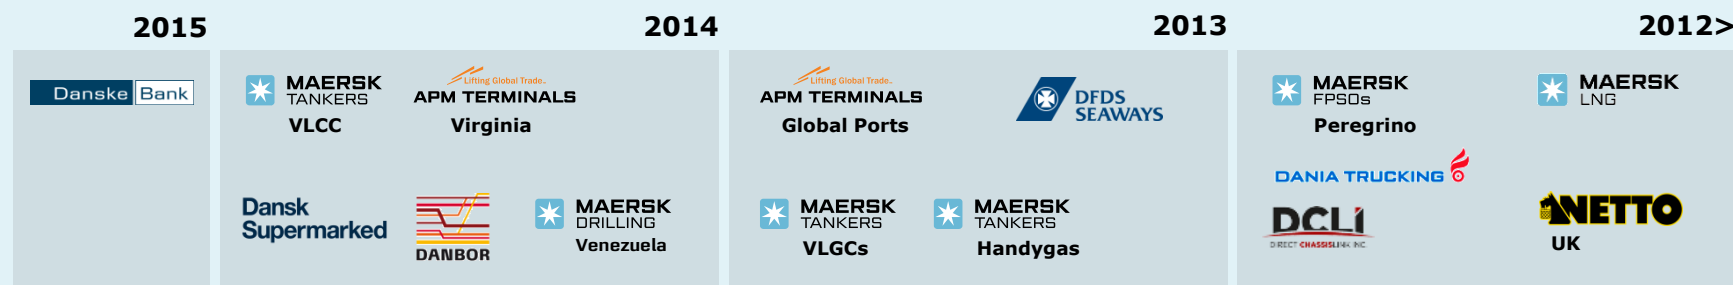 2015
2014
2013
2012>
Danske Bank
MAERSK
TANKERS
VLCC
Lifting Global Trade..
APM TERMINALS
Virginia
Dansk
Supermarked
DANBOR
MAERSK
DRILLING
Venezuela
Lifting Global Trade..
APM TERMINALS
Global Ports
DFDS
SEAWAYS
MAERSK
TANKERS
VLGCs
MAERSK
TANKERS
Handygas
MAERSK
FPSOs
Peregrino
MAERSK
LNG
DANIA TRUCKING
DCLI
DIRECT CHASSISLINK INC.
NETTO
UK